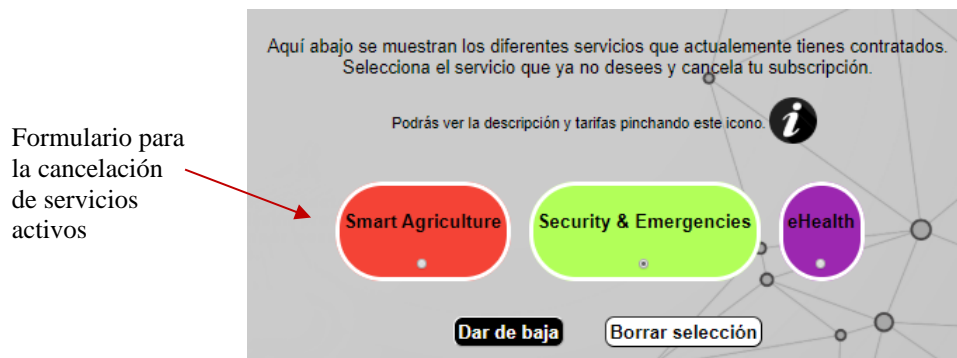 Aquí abajo se muestran los diferentes servicios que actualemente tienes contratados.
Selecciona el servicio que ya no desees y cancela tu subscripción.
Podrás ver la descripción y tarifas pinchando este icono. i
Formulario para
la cancelación
de servicios
activos
Smart Agriculture
Security & Emergencies
eHealth
Dar de baja
Borrar selección